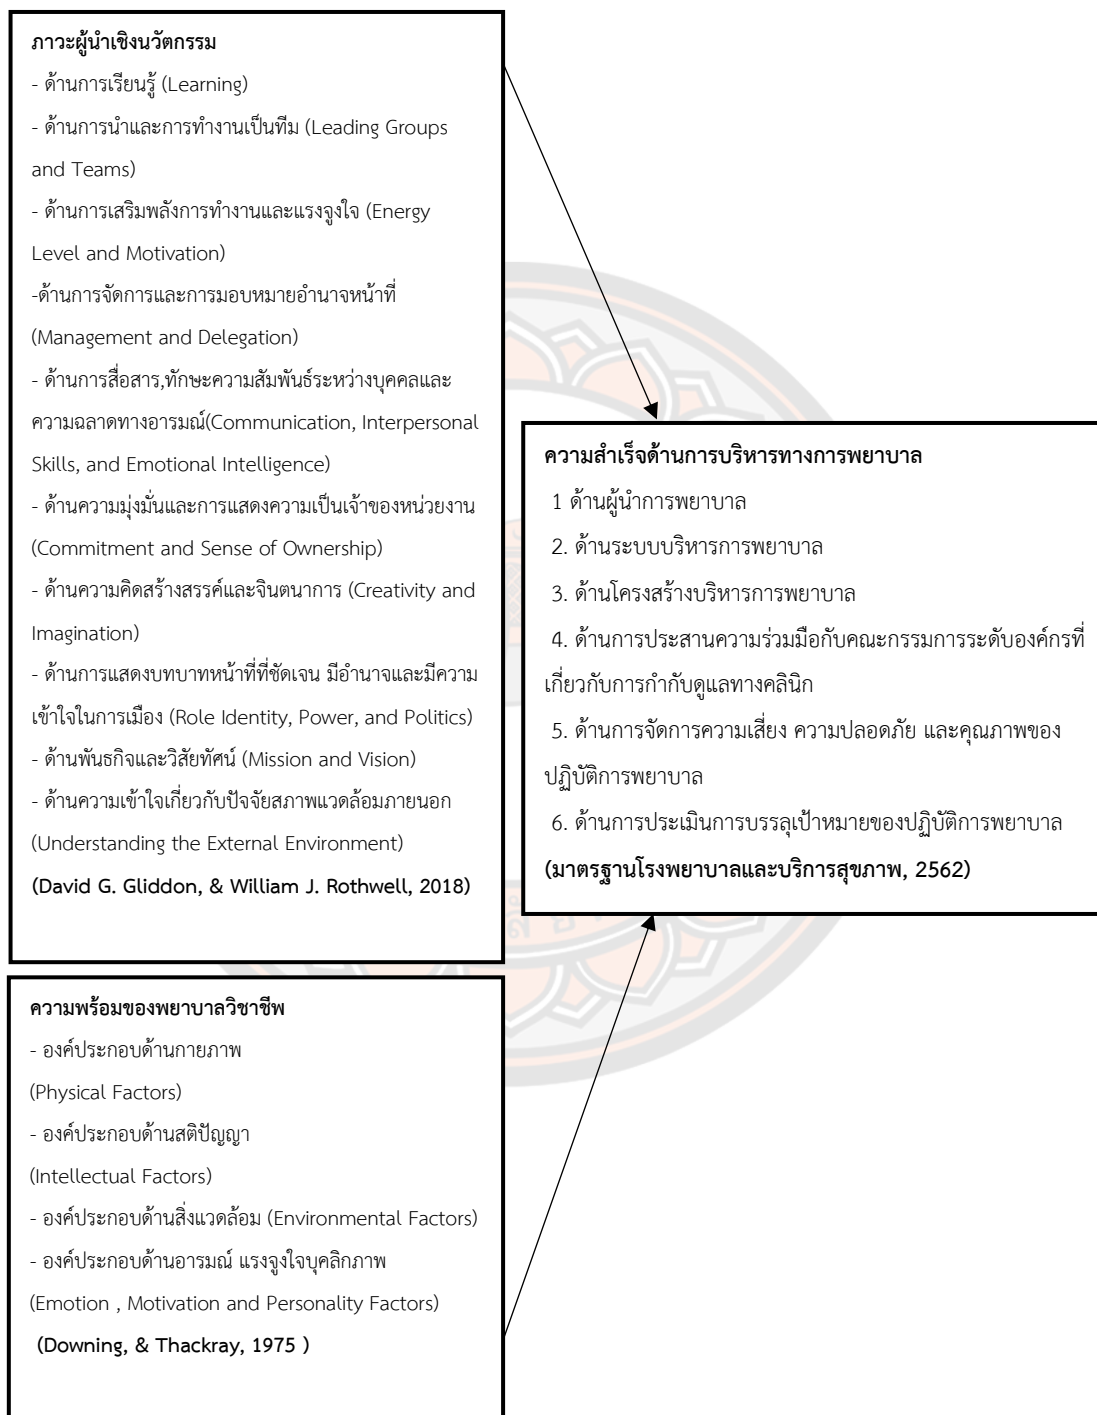 ภาวะผู้นำเชิงนวัตกรรม
- ด้านการเรียนรู้ (Learning)
- ด้านการนำและการทำงานเป็นทีม (Leading Groups
and Teams)
- ด้านการเสริมพลังการทำงานและแรงจูงใจ (Energy
Level and Motivation)
-ด้านการจัดการและการมอบหมายอำนาจหน้าที่
(Management and Delegation)
- ด้านการสื่อสาร,ทักษะความสัมพันธ์ระหว่างบุคคลและ
ความฉลาดทางอารมณ์(Communication, Interpersonal
Skills, and Emotional Intelligence)
- ด้านความมุ่งมั่นและการแสดงความเป็นเจ้าของหน่วยงาน
(Commitment and Sense of Ownership)
- ด้านความคิดสร้างสรรค์และจินตนาการ (Creativity and
Imagination)
- ด้านการแสดงบทบาทหน้าที่ที่ชัดเจน มีอำนาจและมีความ
เข้าใจในการเมือง (Role Identity, Power, and Politics)
- ด้านพันธกิจและวิสัยทัศน์ (Mission and Vision)
- ด้านความเข้าใจเกี่ยวกับปัจจัยสภาพแวดล้อมภายนอก
(Understanding the External Environment)
(David G. Gliddon, & William J. Rothwell, 2018)
ความพร้อมของพยาบาลวิชาชีพ
- องค์ประกอบด้านกายภาพ
(Physical Factors)
- องค์ประกอบด้านสติปัญญา
(Intellectual Factors)
- องค์ประกอบด้านสิ่งแวดล้อม (Environmental Factors)
- องค์ประกอบด้านอารมณ์ แรงจูงใจบุคลิกภาพ
(Emotion , Motivation and Personality Factors)
(Downing, & Thackray, 1975 )
ความสำเร็จด้านการบริหารทางการพยาบาล
1 ด้านผู้นำการพยาบาล
2. ด้านระบบบริหารการพยาบาล
3. ด้านโครงสร้างบริหารการพยาบาล
4. ด้านการประสานความร่วมมือกับคณะกรรมการระดับองค์กรที่
เกี่ยวกับการกำกับดูแลทางคลินิก
5. ด้านการจัดการความเสี่ยง ความปลอดภัย และคุณภาพของ
ปฏิบัติการพยาบาล
6. ด้านการประเมินการบรรลุเป้าหมายของปฏิบัติการพยาบาล
(มาตรฐานโรงพยาบาลและบริการสุขภาพ, 2562)